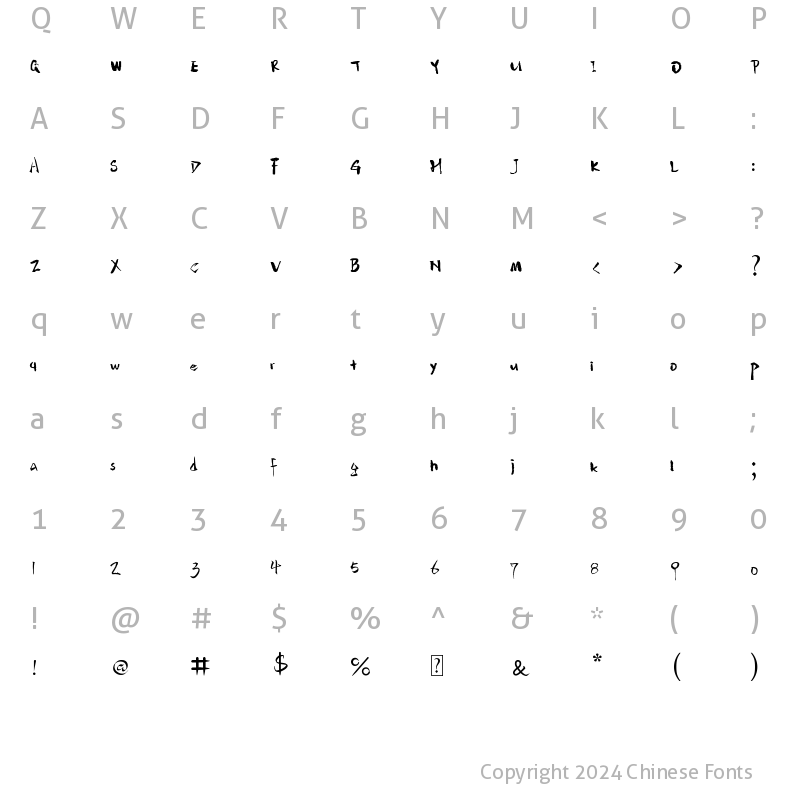 Q W E R T Y U I O P
Q W E R T Y U I O P
A S D F G H J K L :
A S D F G H J K L :
Z X C V B N M < > ?
Z X C V B N M < > ?
q w e r t y u i o p
q w e r t y u i o p
a s d f g h j k l ;
a s d f g h j k l ;
1 2 3 4 5 6 7 8 9 0
1 2 3 4 5 6 7 8 9 0
! @ # $ % ^ & * ( )
! @ # $ % ? & * ( )
Copyright 2024 Chinese Fonts